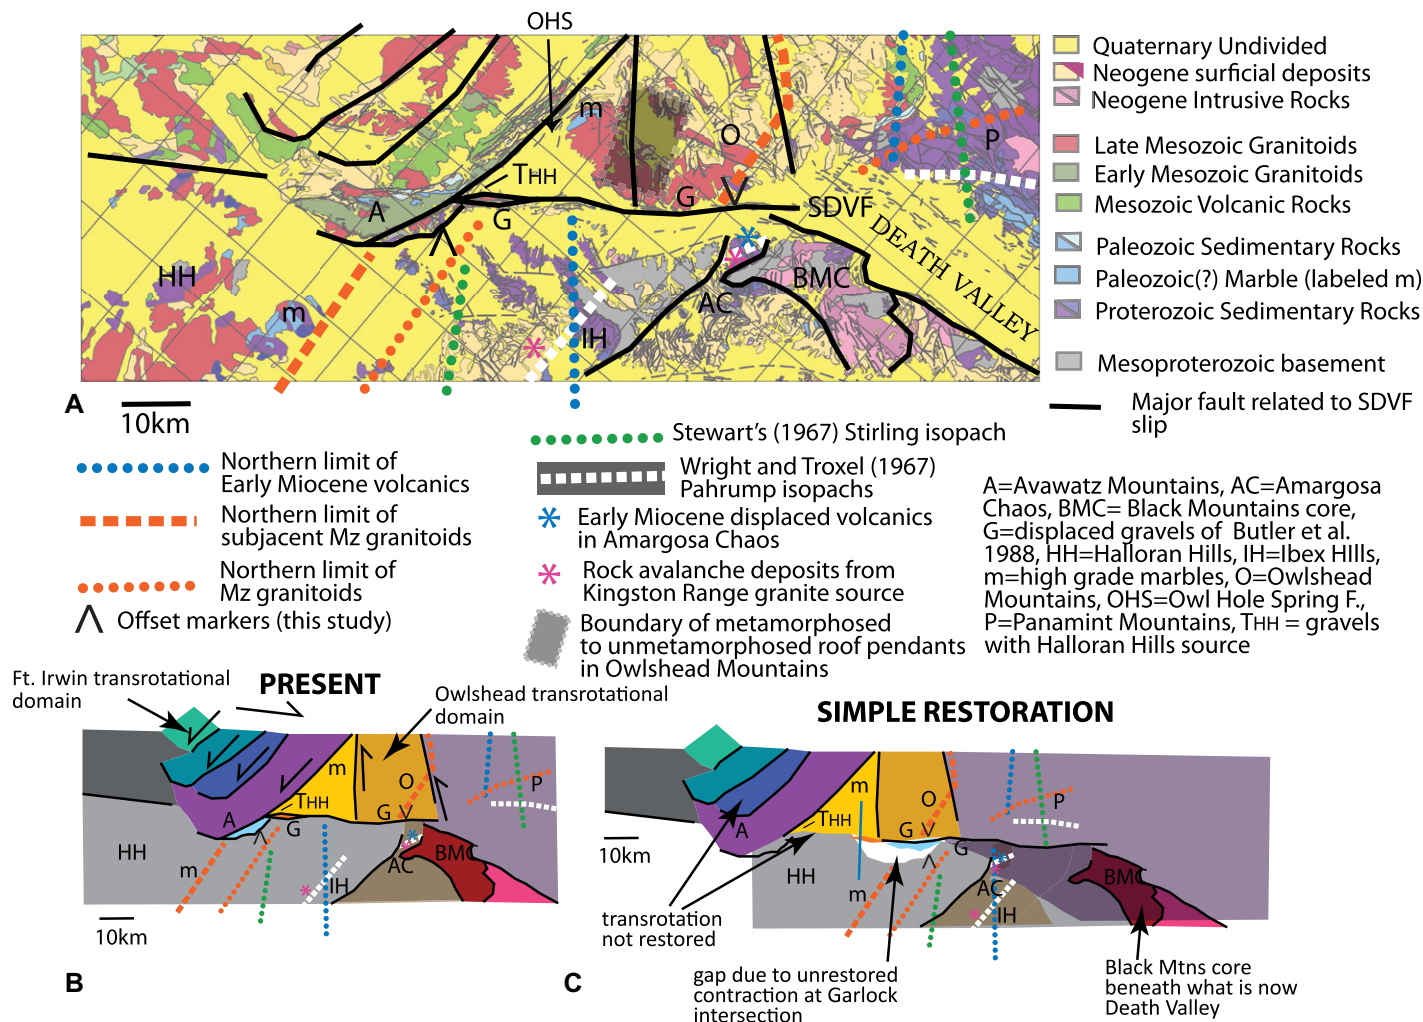 OHS
m
O
P
THH
G
G
A
SDVF
DEATH VALLEY
HH
m
AC
BMC
IH
A
10km
Quaternary Undivided
Neogene surficial deposits
Neogene Intrusive Rocks
Late Mesozoic Granitoids
Early Mesozoic Granitoids
Mesozoic Volcanic Rocks
Paleozoic Sedimentary Rocks
Paleozoic(?) Marble (labeled m)
Proterozoic Sedimentary Rocks
Mesoproterozoic basement
Major fault related to SDVF
slip
Northern limit of
Early Miocene volcanics
Northern limit of
subjacent Mz granitoids
Northern limit of
Mz granitoids
Offset markers (this study)
Stewart's (1967) Stirling isopach
Wright and Troxel (1967)
Pahrump isopachs
Early Miocene displaced volcanics
in Amargosa Chaos
Rock avalanche deposits from
Kingston Range granite source
Boundary of metamorphosed
to unmetamorphosed roof pendants
in Owlshead Mountains
A=Avawatz Mountains, AC=Amargosa
Chaos, BMC= Black Mountains core,
G=displaced gravels of Butler et al.
1988, HH=Halloran Hills, IH=Ibex HIlls,
m=high grade marbles, O=Owlshead
Mountains, OHS=Owl Hole Spring F.,
P=Panamint Mountains, THH = gravels
with Halloran Hills source
Ft. Irwin transrotational
domain
PRESENT
Owlshead transrotational
domain
m
O
P
THH
A
G
G
HH
m
AC
BMC
IH
10km
B
SIMPLE RESTORATION
m
O
P
THH
A
G
G
10km
HH
m
AC
BMC
IH
transrotation
not restored
gap due to unrestored
contraction at Garlock
intersection
Black Mtns core
beneath what is now
Death Valley
C